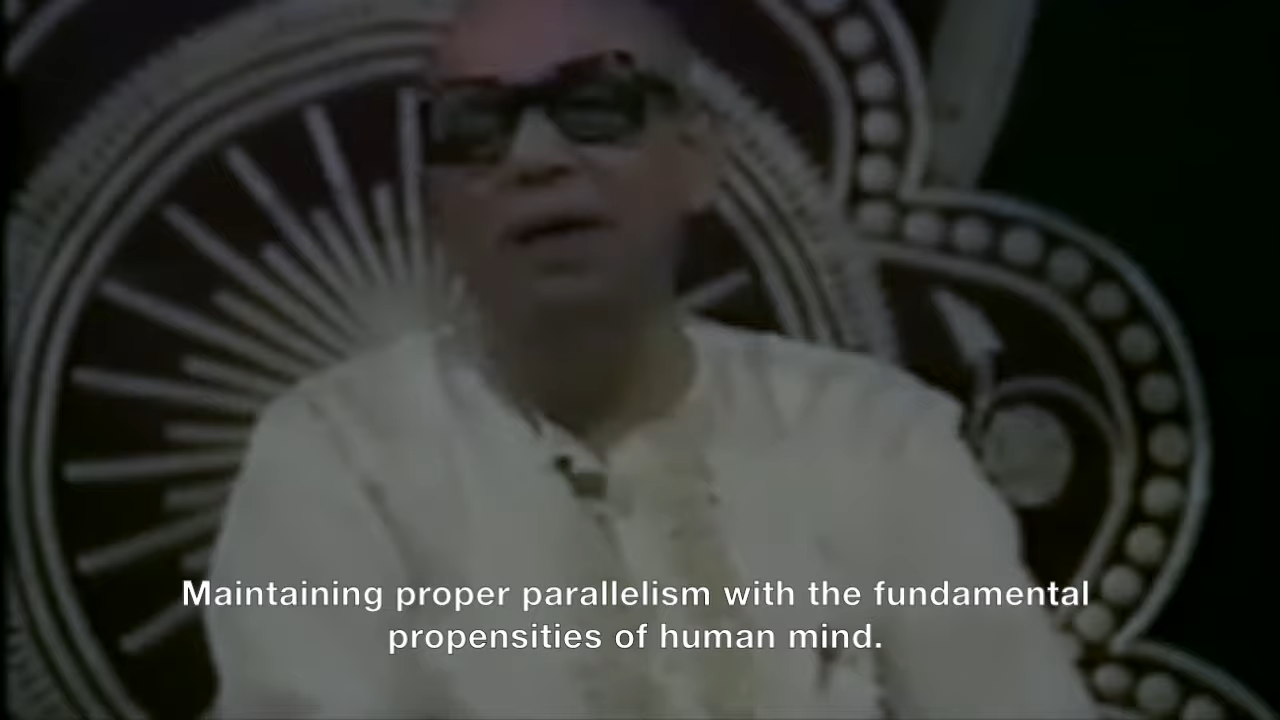 Maintaining proper parallelism with the fundamental
propensities of human mind.